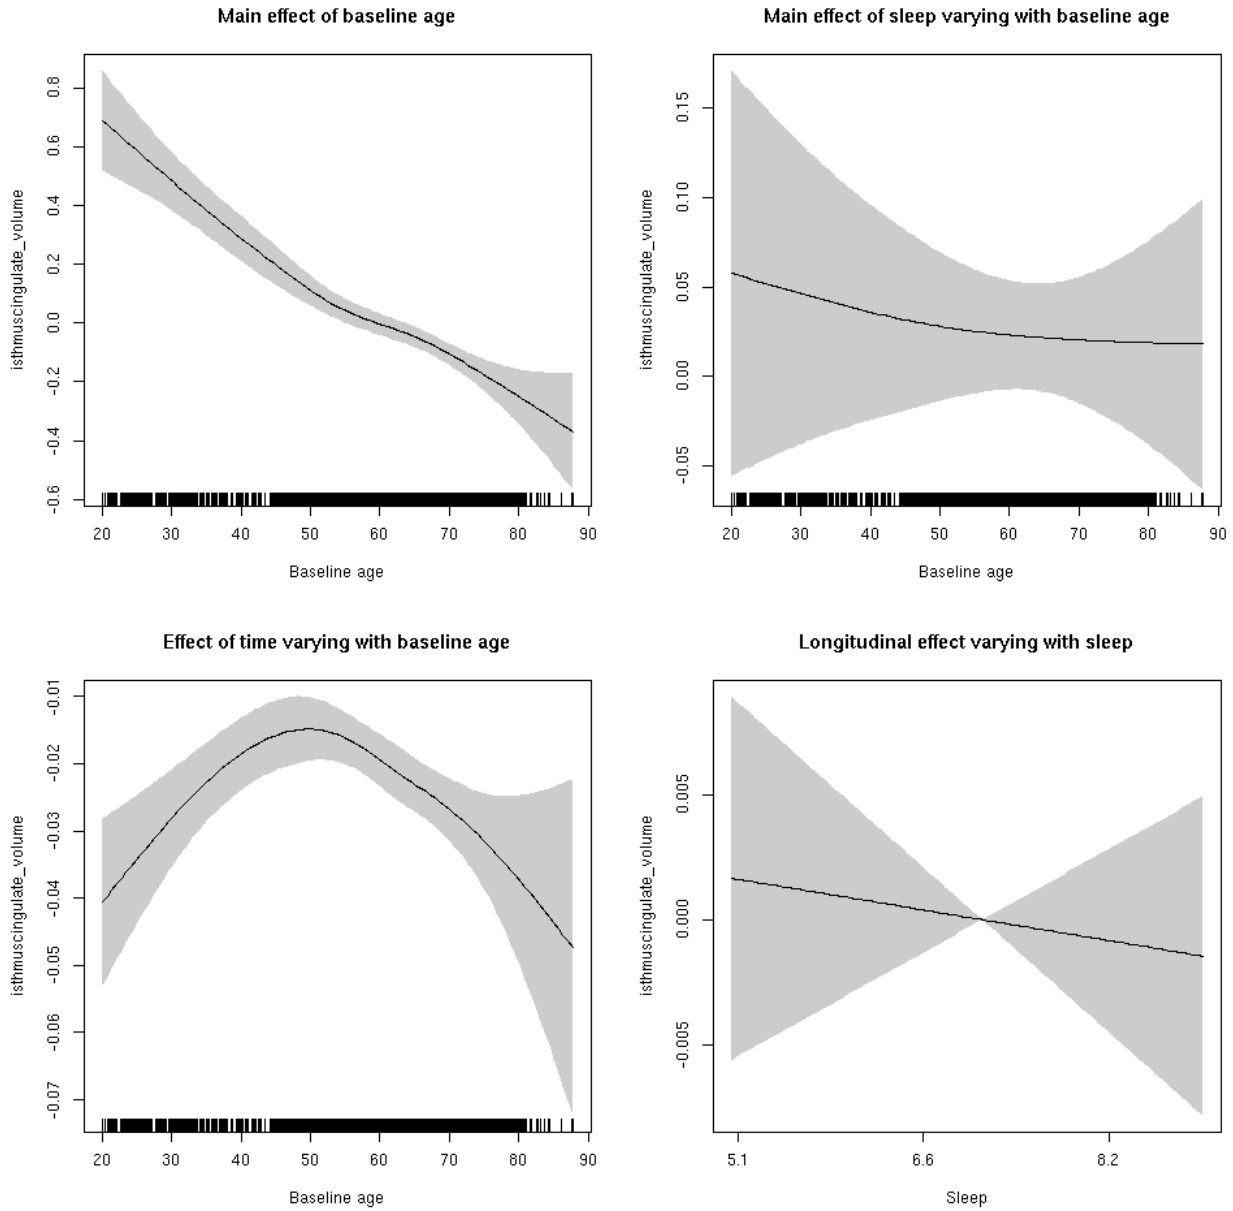 Main effect of baseline age
isthmuscingulate_volume
0.8
0.6
0.4
0.2
0.0
-0.2
-0.4
-0.6
20 30 40 50 60 70 80 90
Baseline age
Main effect of sleep varying with baseline age
isthmuscingulate_volume
0.15
0.10
0.05
0.00
-0.05
20 30 40 50 60 70 80 90
Baseline age
Effect of time varying with baseline age
isthmuscingulate_volume
-0.01
-0.02
-0.03
-0.04
-0.05
-0.06
-0.07
20 30 40 50 60 70 80 90
Baseline age
Longitudinal effect varying with sleep
isthmuscingulate_volume
0.005
0.000
-0.005
5.1 6.6 8.2
Sleep